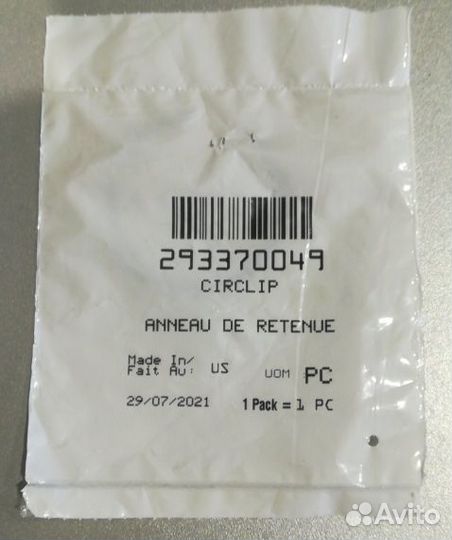 293370049
CIRCLIP
ANNEAU DE RETENUE
Made In/
Fait Au: US UOM PC
29/07/2021 1 Pack = 1 PC
Avito